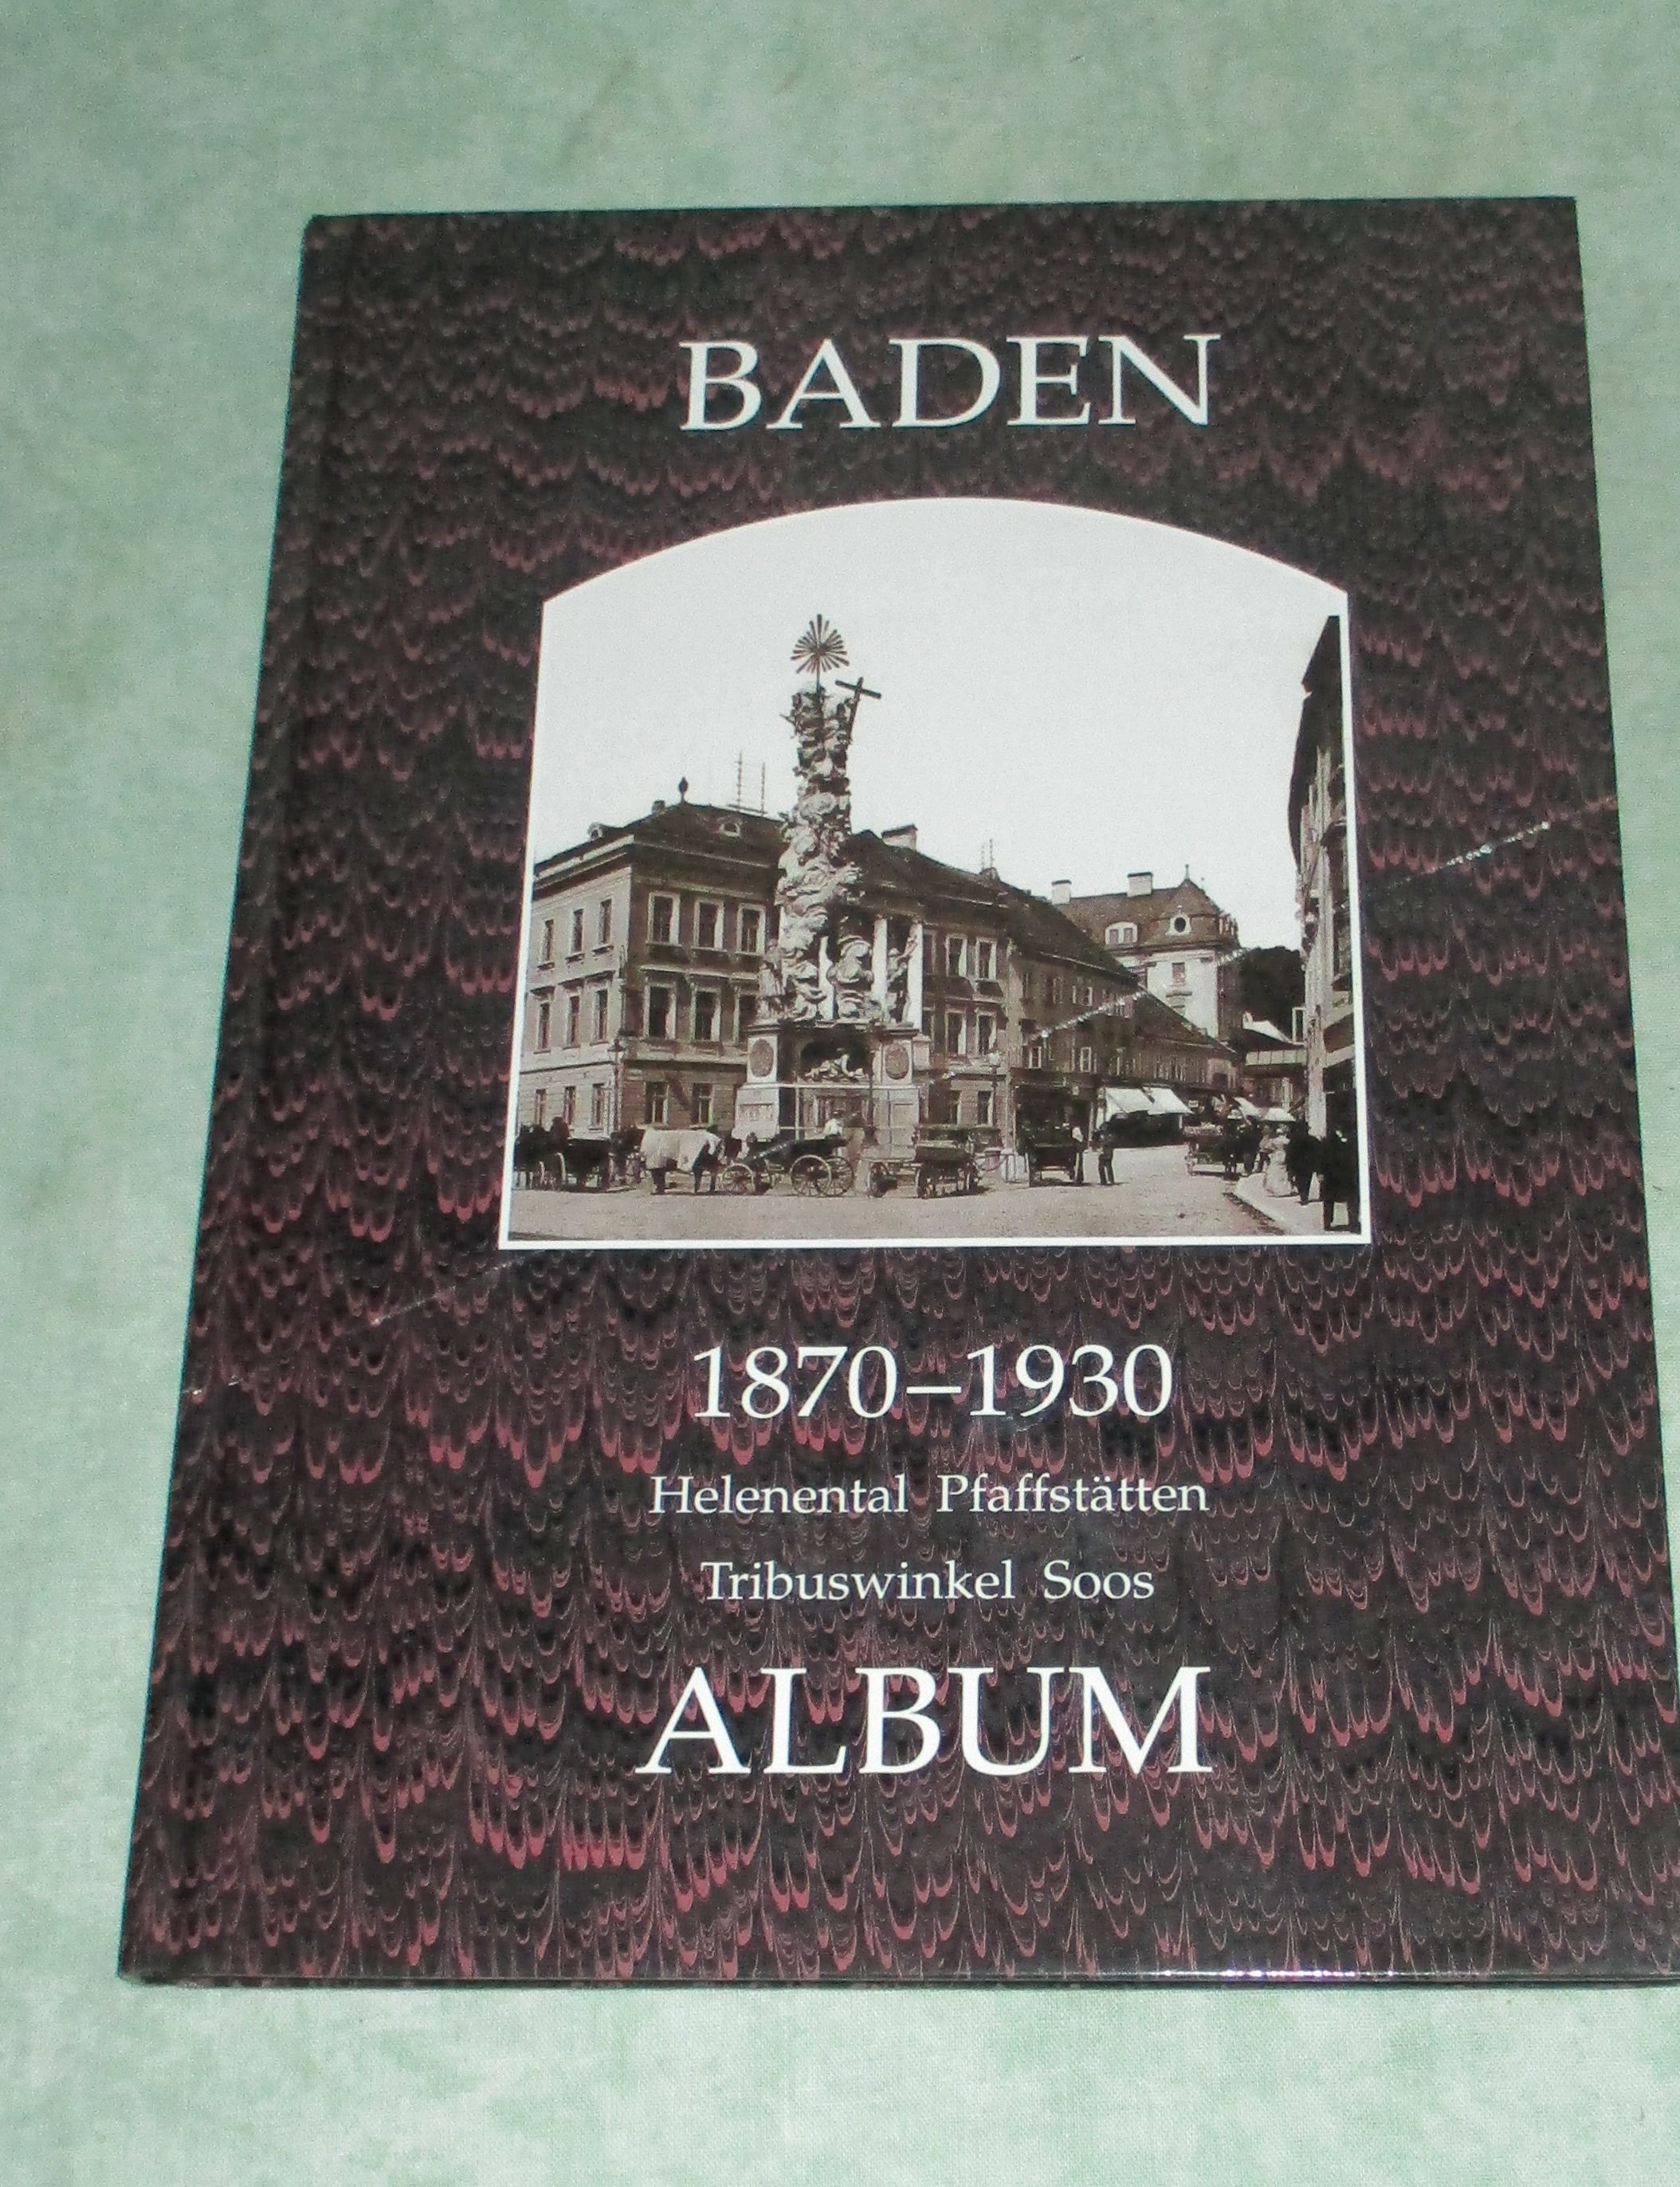 BADEN
1870–1930
Helenental Pfaffstätten
Tribuswinkel Soos
ALBUM